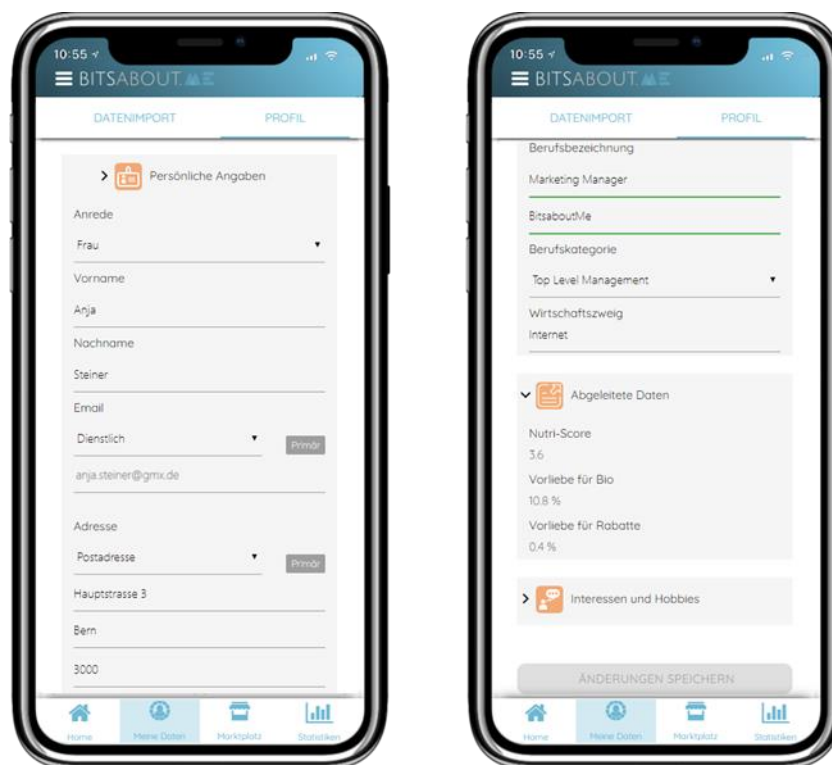 10:55
BITSABOUT.ME
DATENIMPORT PROFIL
Persönliche Angaben
Anrede
Frau
Vorname
Anja
Nachname
Steiner
Email
Dienstlich Primär
anja.steiner@gmx.de
Adresse
Postadresse Primär
Hauptstrasse 3
Bern
3000
Home Meine Daten Marktplatz Statistiken
10:55
BITSABOUT.ME
DATENIMPORT PROFIL
Berufsbezeichnung
Marketing Manager
BitsaboutMe
Berufskategorie
Top Level Management
Wirtschaftszweig
Internet
Abgeleitete Daten
Nutri-Score
3.6
Vorliebe für Bio
10.8 %
Vorliebe für Rabatte
0.4 %
Interessen und Hobbies
ÄNDERUNGEN SPEICHERN
Home Meine Daten Marktplatz Statistiken